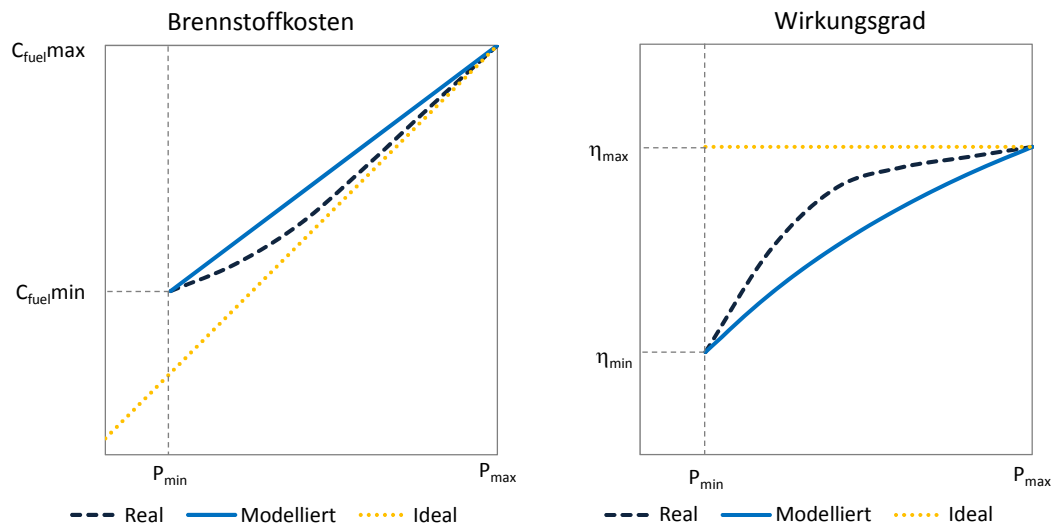 Brennstoffkosten
C_fuel max
C_fuel min
P_min
P_max
Real
Modelliert
Ideal
Wirkungsgrad
η_max
η_min
P_min
P_max
Real
Modelliert
Ideal